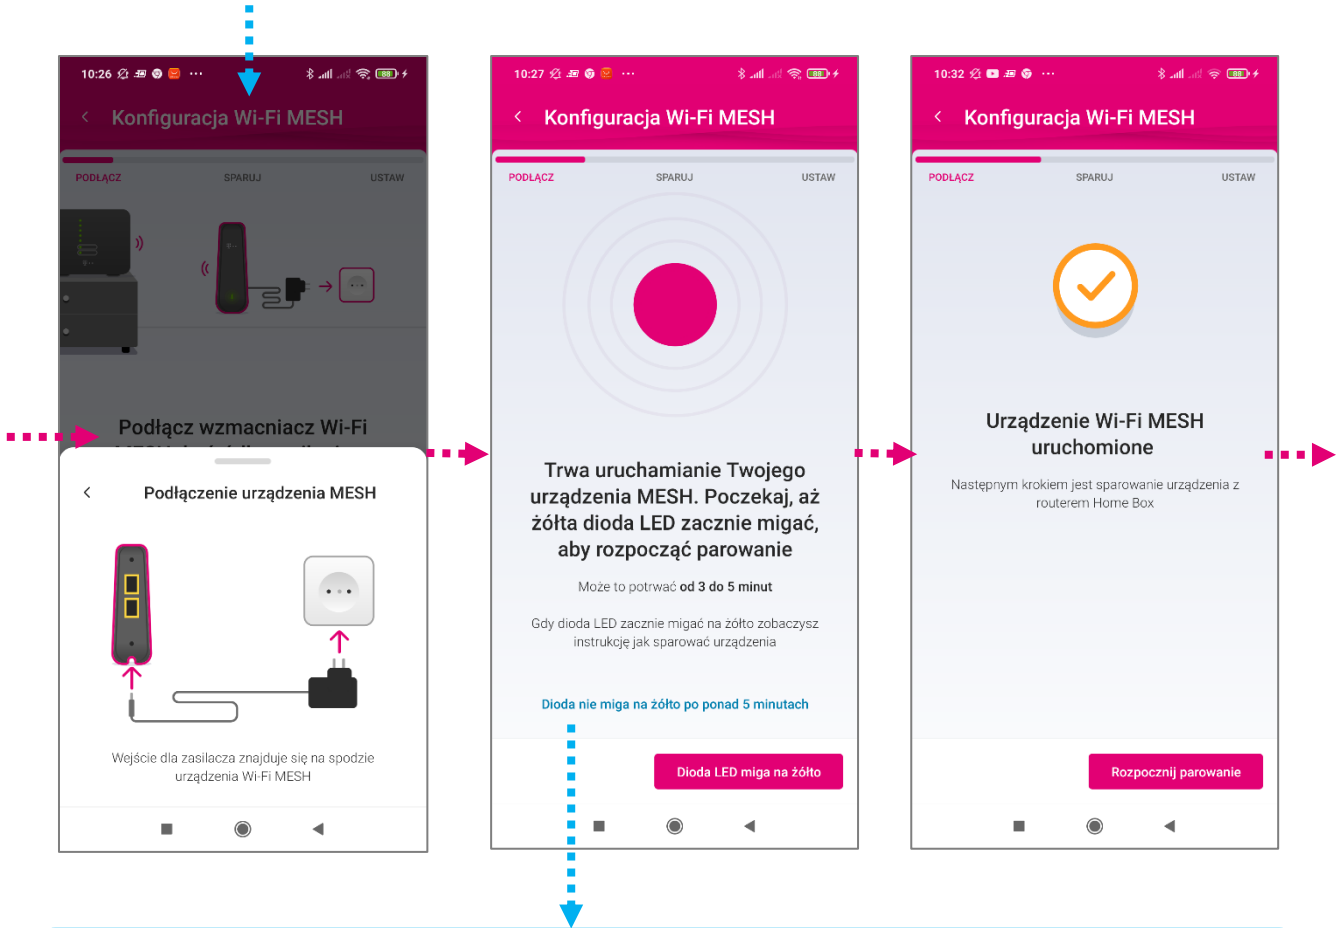 10:26
88
Konfiguracja Wi-Fi MESH
PODŁĄCZ
SPARUJ
USTAW
Podłącz wzmacniacz Wi-Fi
Podłączenie urządzenia MESH
Wejście dla zasilacza znajduje się na spodzie
urządzenia Wi-Fi MESH
10:27
88
Konfiguracja Wi-Fi MESH
PODŁĄCZ
SPARUJ
USTAW
Trwa uruchamianie Twojego
urządzenia MESH. Poczekaj, aż
żółta dioda LED zacznie migać,
aby rozpocząć parowanie
Może to potrwać od 3 do 5 minut
Gdy dioda LED zacznie migać na żółto zobaczysz
instrukcję jak sparować urządzenia
Dioda nie miga na żółto po ponad 5 minutach
Dioda LED miga na żółto
10:32
Konfiguracja Wi-Fi MESH
PODŁĄCZ
SPARUJ
USTAW
Urządzenie Wi-Fi MESH
uruchomione
Następnym krokiem jest sparowanie urządzenia z
routerem Home Box
Rozpocznij parowanie